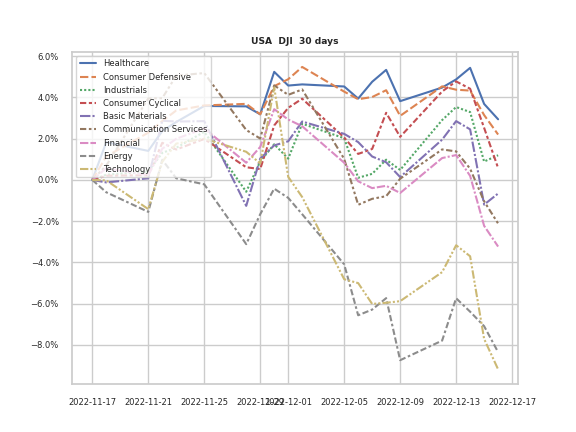 USA DJI 30 days
6.0%
4.0%
2.0%
0.0%
−2.0%
−4.0%
−6.0%
−8.0%
Healthcare
Consumer Defensive
Industrials
Consumer Cyclical
Basic Materials
Communication Services
Financial
Energy
Technology
2022-11-17 2022-11-21 2022-11-25 2022-11-29 2022-12-01 2022-12-05 2022-12-09 2022-12-13 2022-12-17